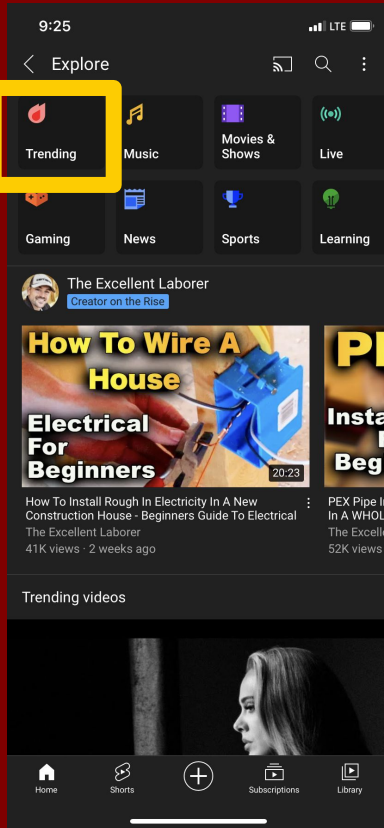 9:25
LTE
Explore
Trending
Music
Movies &
Shows
Live
Gaming
News
Sports
Learning
The Excellent Laborer
Creator on the Rise
How To Wire A
House
Electrical
For
Beginners
20:23
How To Install Rough In Electricity In A New
Construction House - Beginners Guide To Electrical
The Excellent Laborer
41K views · 2 weeks ago
Insta
Beg
PEX Pipe I
In A WHOL
The Excelle
52K views
Trending videos
Home
Shorts
Subscriptions
Library